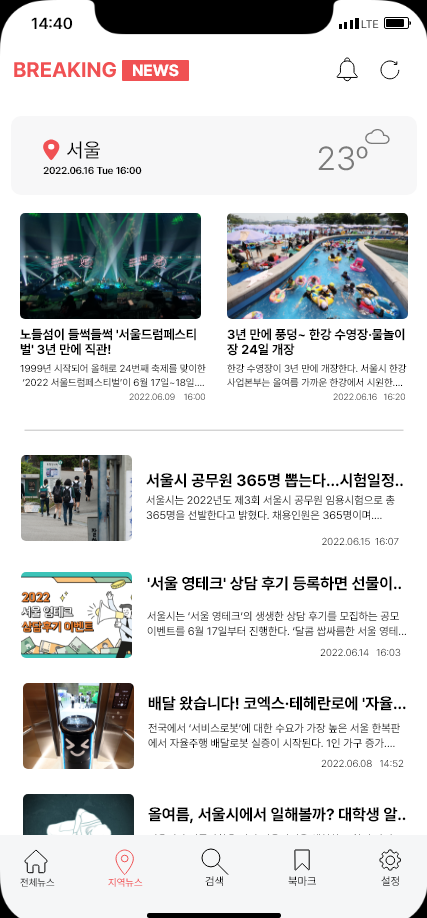 14:40
LTE
BREAKING NEWS
서울
2022.06.16 Tue 16:00
23º
노들섬이 들썩들썩 '서울드럼페스티
벌' 3년 만에 직관!
1999년 시작되어 올해로 24번째 축제를 맞이한
‘2022 서울드럼페스티벌’이 6월 17일~18일....
2022.06.09 16:00
3년 만에 풍덩~ 한강 수영장·물놀이
장 24일 개장
한강 수영장이 3년 만에 개장한다. 서울시 한강
사업본부는 올여름 가까운 한강에서 시원한....
2022.06.16 16:20
서울시 공무원 365명 뽑는다...시험일정..
서울시는 2022년도 제3회 서울시 공무원 임용시험으로 총
365명을 선발한다고 밝혔다. 채용인원은 365명이며....
2022.06.15 16:07
2022
서울 영테크
상담후기 이벤트
'서울 영테크' 상담 후기 등록하면 선물이..
서울시는 ‘서울 영테크’의 생생한 상담 후기를 모집하는 공모
이벤트를 6월 17일부터 진행한다. ‘달콤 쌉싸름한 서울 영테...
2022.06.14 16:03
배달 왔습니다! 코엑스·테헤란로에 '자율...
전국에서 ‘서비스로봇’에 대한 수요가 가장 높은 서울 한복판
에서 자율주행 배달로봇 실증이 시작된다. 1인 가구 증가....
2022.06.08 14:52
올여름, 서울시에서 일해볼까? 대학생 알..
전체뉴스
지역뉴스
검색
북마크
설정